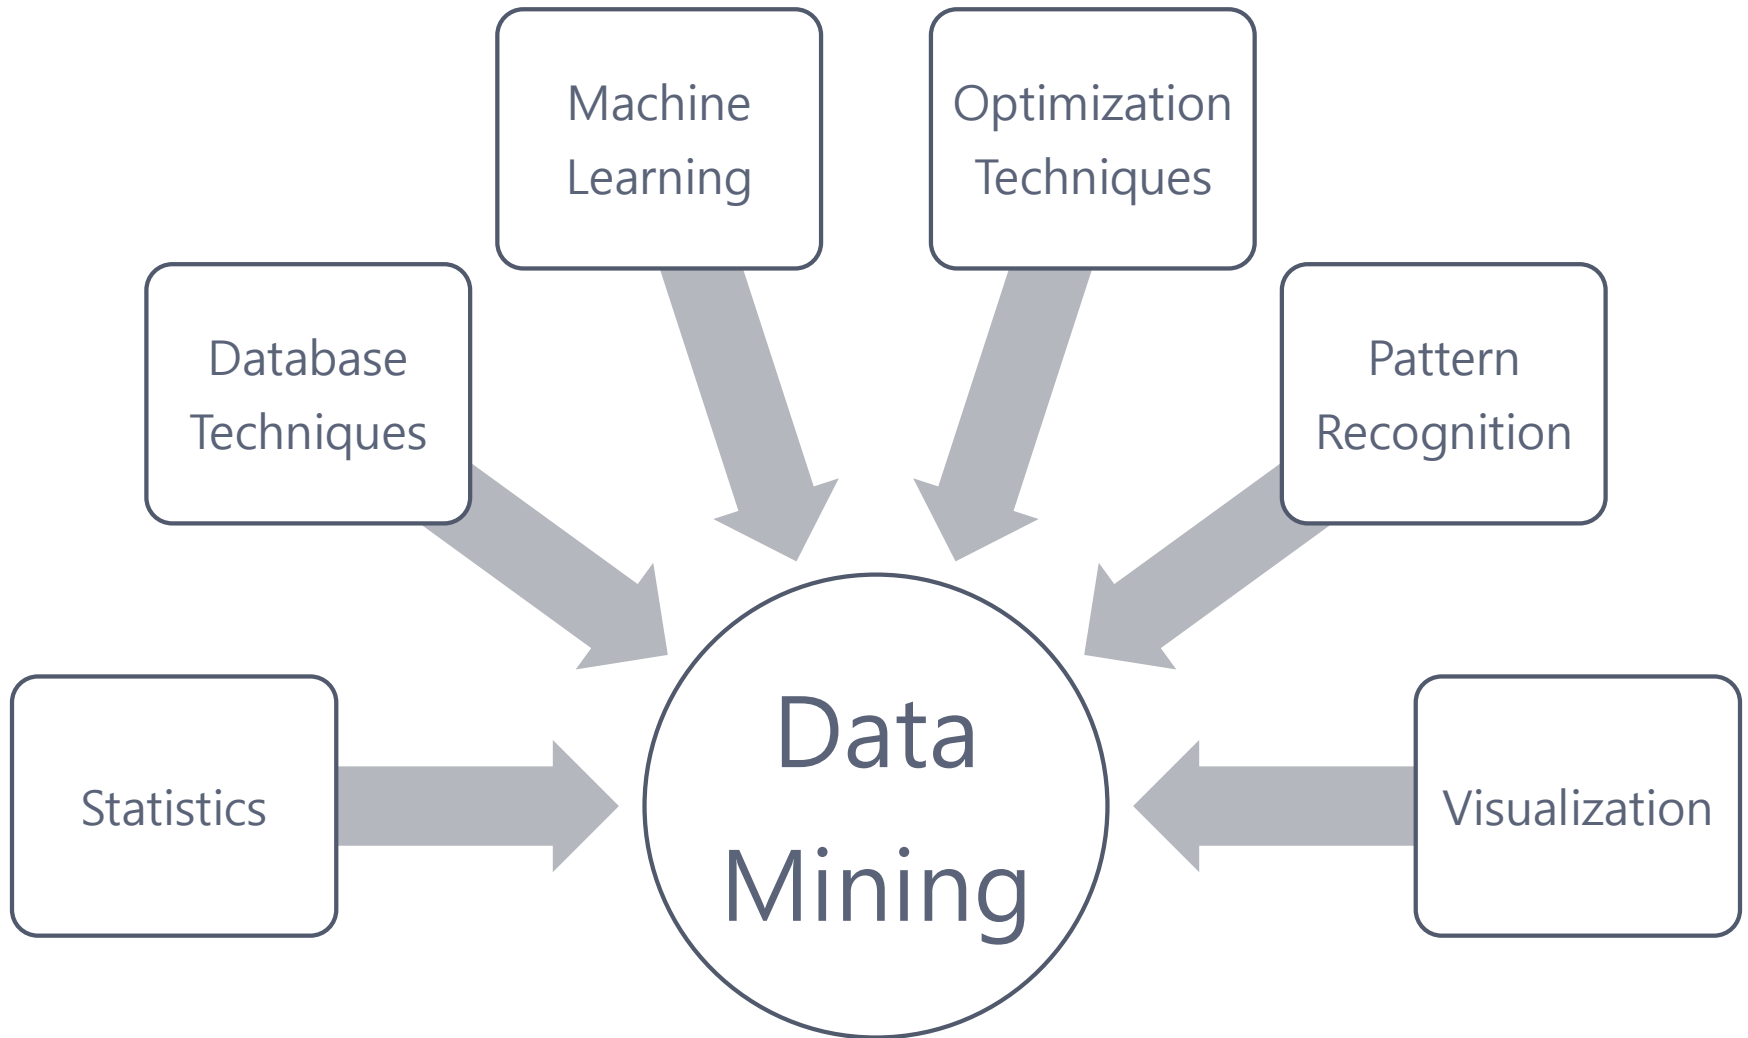 Machine
Learning
Optimization
Techniques
Database
Techniques
Pattern
Recognition
Statistics
Data
Mining
Visualization